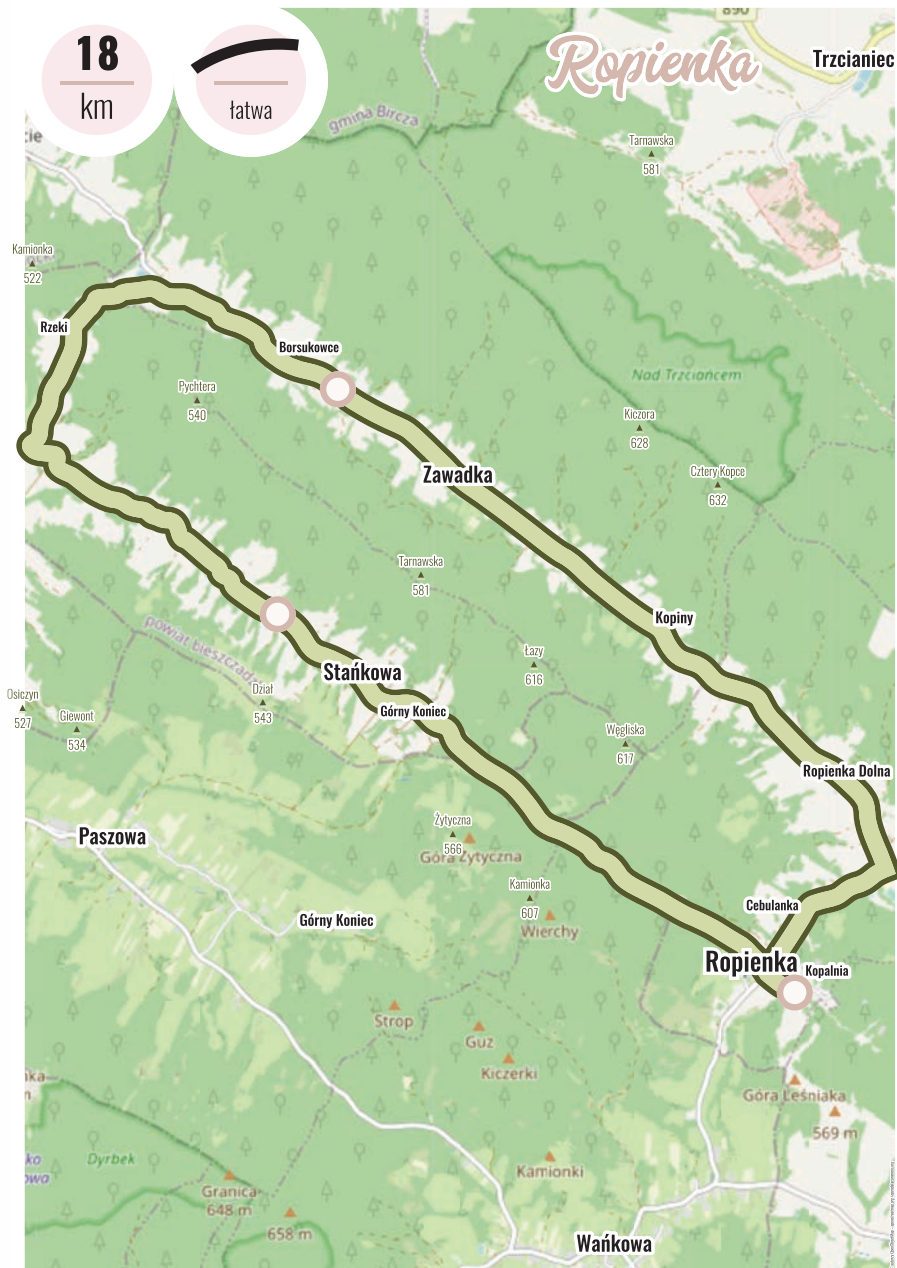 18
km
łatwa
Ropienka
890
Trzcianiec
gmina Bircza
cie
Tarnawska
581
Kamionka
522
Rzeki
Borsukowce
Nad Trzciańcem
Pychtera
540
Kiczora
628
Zawadka
Cztery Kopce
632
Tarnawska
581
Kopiny
powiat bieszczadzki
Stańkowa
Łazy
616
Osiczyn
527
Giewont
534
Dział
543
Górny Koniec
Węgliska
617
Ropienka Dolna
Paszowa
Żytyczna
566
Góra Żytyczna
Kamionka
607
Wierchy
Cebulanka
Górny Koniec
Ropienka
Kopalnia
Strop
Guz
Kiczerki
Góra Leśniaka
569 m
Dyrbek
Kamionki
Granica
648 m
658 m
Wańkowa